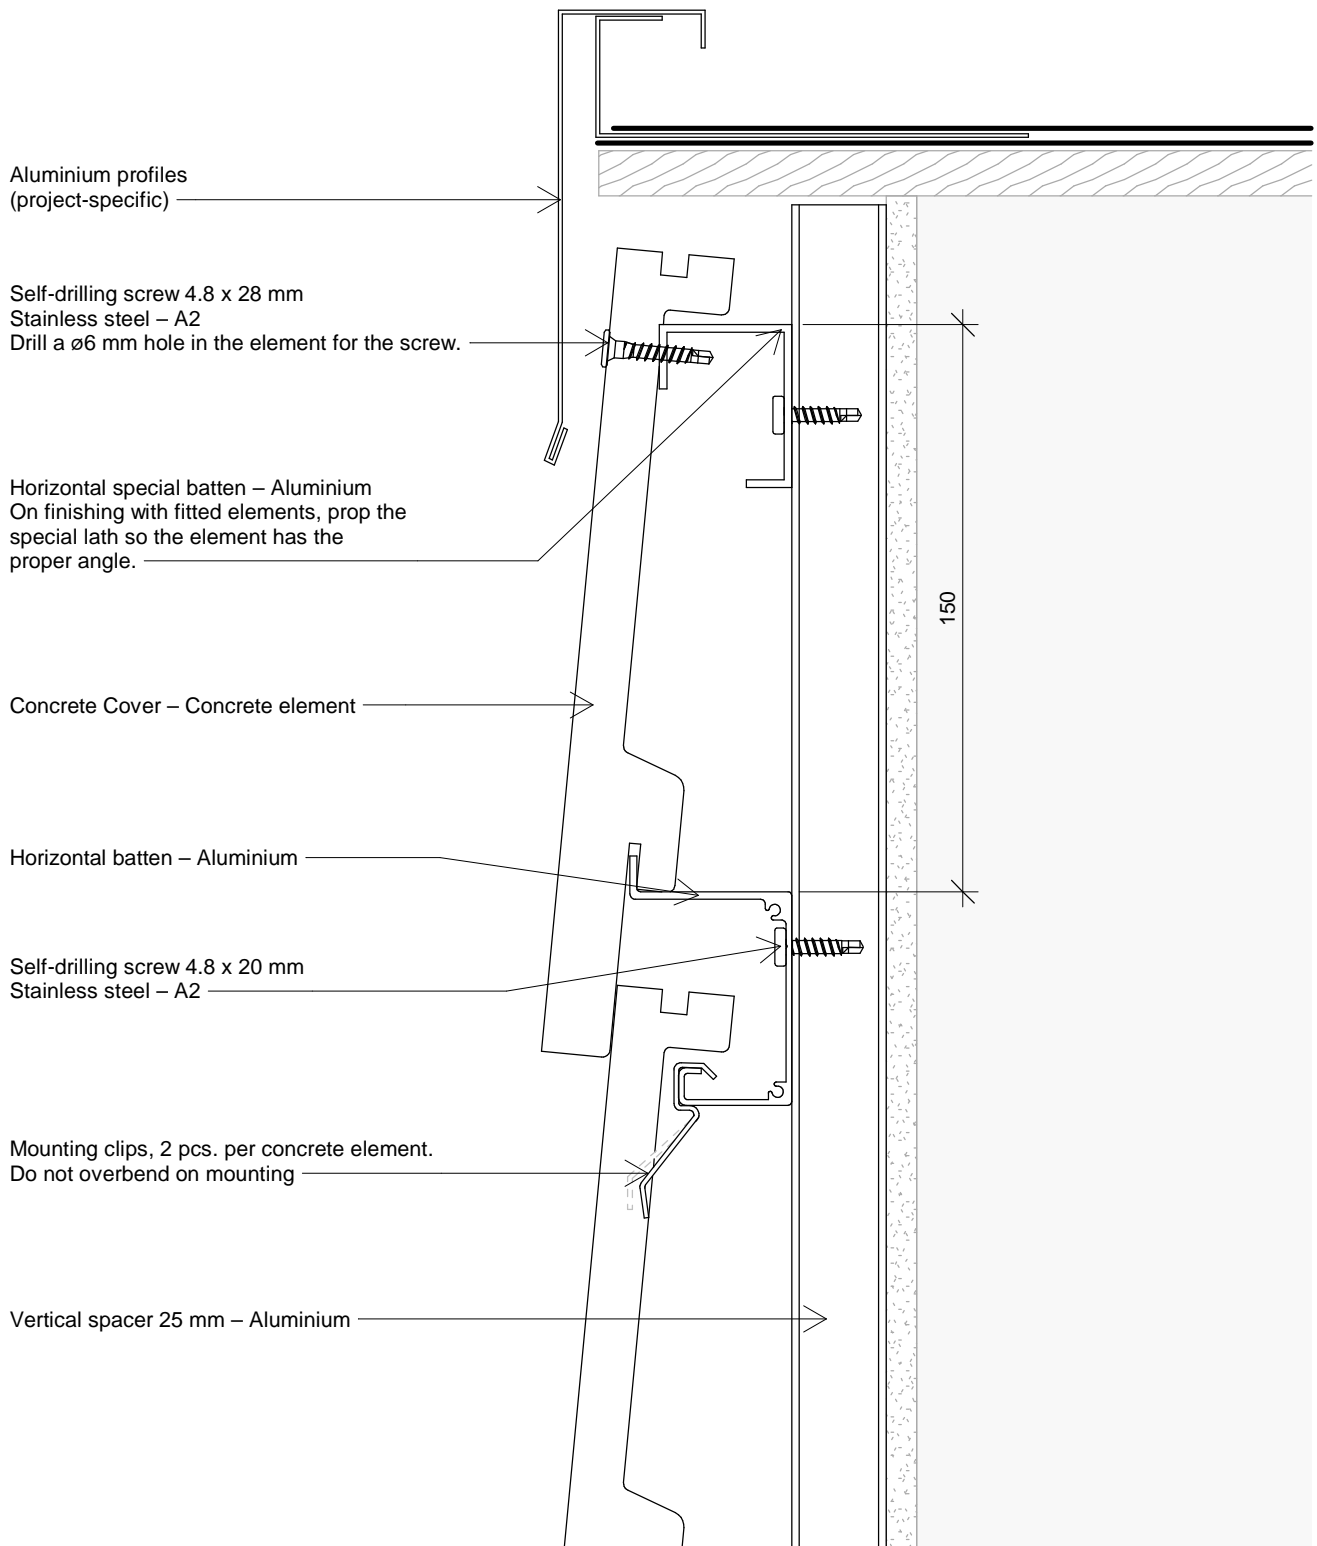 Aluminium profiles
(project-specific)
Self-drilling screw 4.8 x 28 mm
Stainless steel – A2
Drill a ø6 mm hole in the element for the screw.
Horizontal special batten – Aluminium
On finishing with fitted elements, prop the
special lath so the element has the
proper angle.
150
Concrete Cover – Concrete element
Horizontal batten – Aluminium
Self-drilling screw 4.8 x 20 mm
Stainless steel – A2
Mounting clips, 2 pcs. per concrete element.
Do not overbend on mounting
Vertical spacer 25 mm – Aluminium